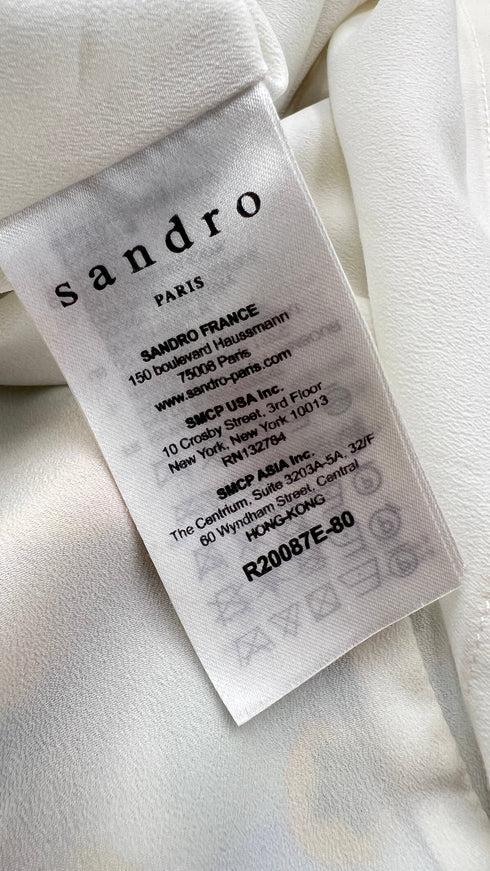 sandro
PARIS
SANDRO FRANCE
150 boulevard Haussmann
75008 Paris
www.sandro-paris.com
SMCP USA Inc.
10 Crosby Street, 3rd Floor
New York, New York 10013
RN132784
SMCP ASIA Inc.
The Centrium, Suite 3203A-5A, 32/F
60 Wyndham Street, Central
HONG-KONG
R20087E-80